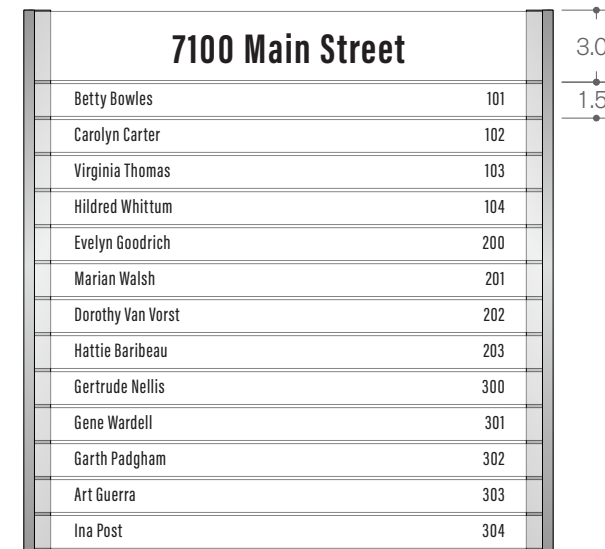 7100 Main Street
3.0
Betty Bowles 101
1.5
Carolyn Carter 102
Virginia Thomas 103
Hildred Whittum 104
Evelyn Goodrich 200
Marian Walsh 201
Dorothy Van Vorst 202
Hattie Baribeau 203
Gertrude Nellis 300
Gene Wardell 301
Garth Padgham 302
Art Guerra 303
Ina Post 304